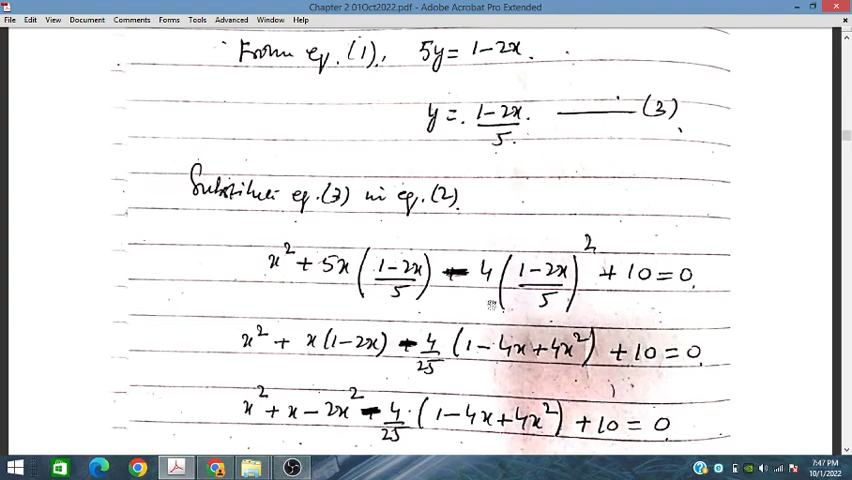 Chapter 2 01Oct2022.pdf - Adobe Acrobat Pro Extended
File Edit View Document Comments Forms Tools Advanced Window Help
From eq.(1), 5y = 1-2x.
y = 1-2x/5 —— (3)
Substitute eq.(3) in eq.(2)
x² + 5x (1-2x/5) - 4 (1-2x/5)² + 10 = 0
x² + x(1-2x) - 4/25 (1-4x+4x²) + 10 = 0
x² + x - 2x² - 4/25 (1-4x+4x²) + 10 = 0
7:47 PM
10/1/2022